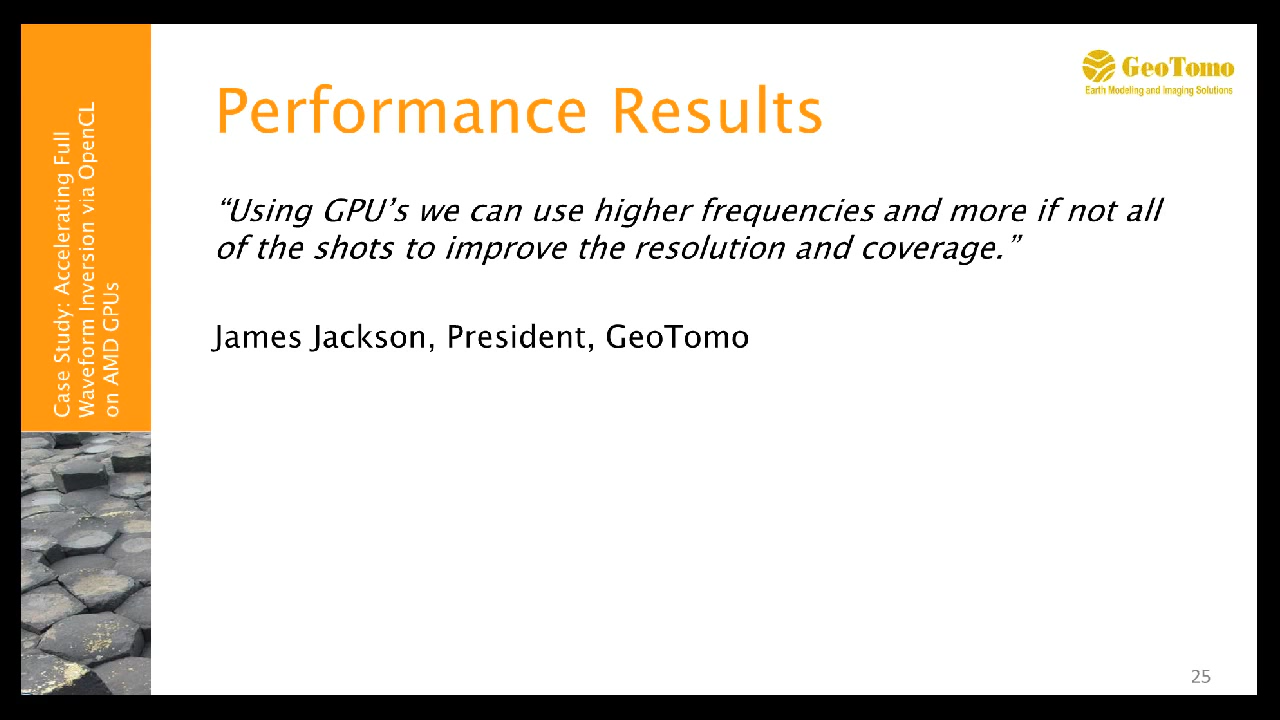 Case Study: Accelerating Full
Waveform Inversion via OpenCL
on AMD GPUs
GeoTomo
Earth Modeling and Imaging Solutions
Performance Results
“Using GPU’s we can use higher frequencies and more if not all
of the shots to improve the resolution and coverage.”
James Jackson, President, GeoTomo
25